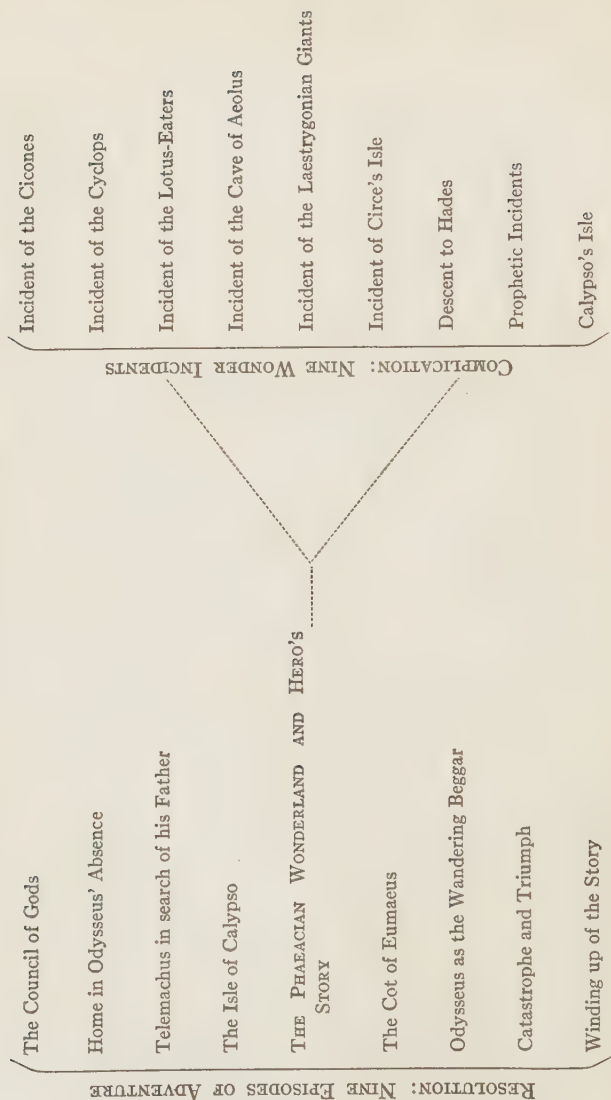 RESOLUTION: NINE EPISODES OF ADVENTURE
The Council of Gods
Home in Odysseus' Absence
Telemachus in search of his Father
The Isle of Calypso
THE PHAEACIAN WONDERLAND AND HERO'S
STORY
The Cot of Eumaeus
Odysseus as the Wandering Beggar
Catastrophe and Triumph
Winding up of the Story
COMPLICATION: NINE WONDER INCIDENTS
Incident of the Cicones
Incident of the Cyclops
Incident of the Lotus-Eaters
Incident of the Cave of Aeolus
Incident of the Laestrygonian Giants
Incident of Circe's Isle
Descent to Hades
Prophetic Incidents
Calypso's Isle